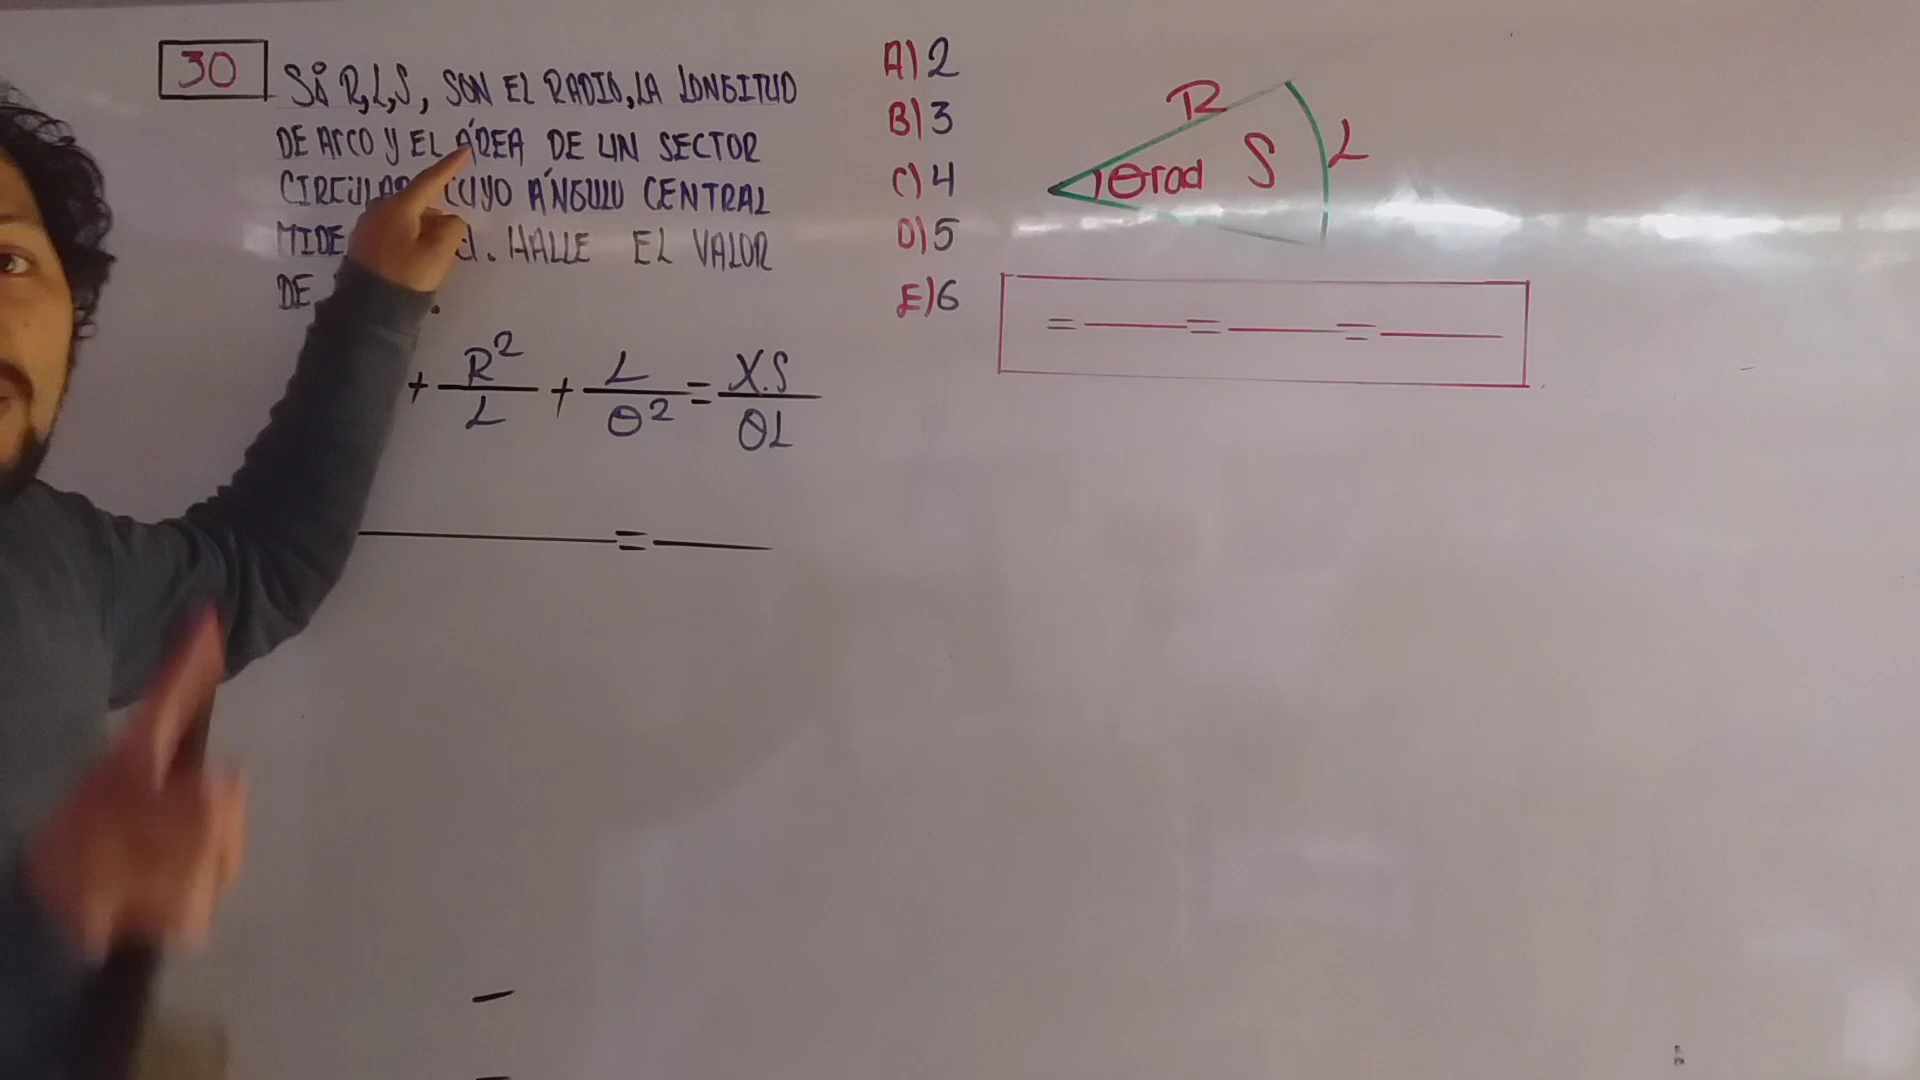 30
Si R,L,S, SON EL RADIO, LA LONGITUD
DE ArCO y EL ÁREA DE UN SECTOR
CIRCULAR CUYO ÁNGULO CENTRAL
MIDE HALLE EL VALOR
DE .
+ R²/L + L/θ² = X.S/θL
=
A) 2
B) 3
C) 4
D) 5
E) 6
R
θrad S L
= = =